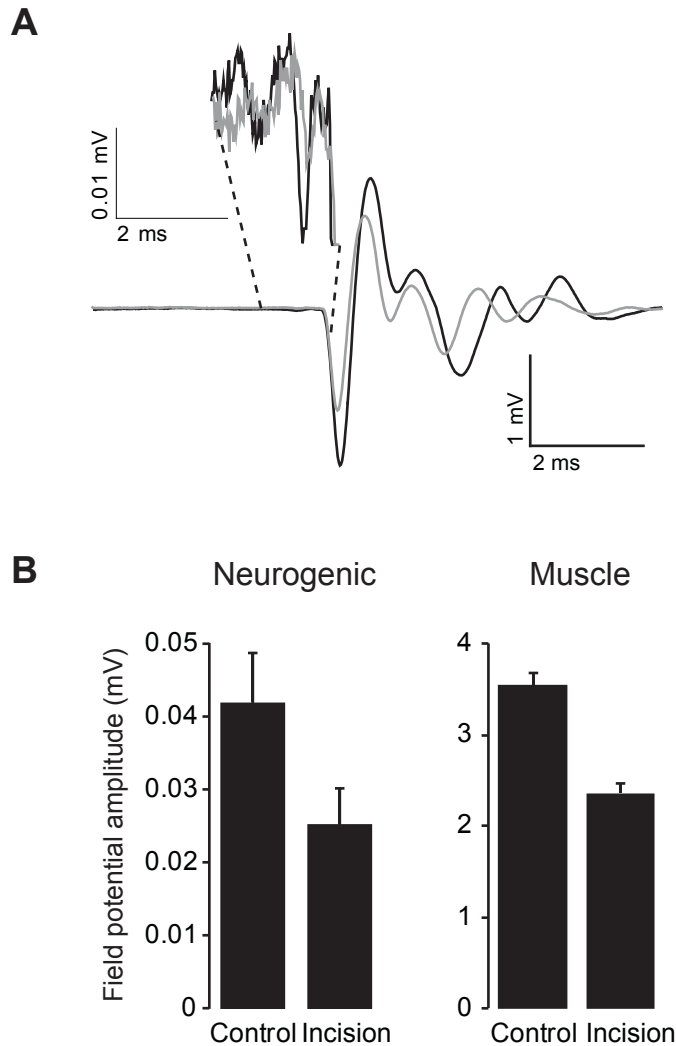 A
0.01 mV
2 ms
1 mV
2 ms
B
Neurogenic
Muscle
Field potential amplitude (mV)
0.05
0.04
0.03
0.02
0.01
0
Control Incision
4
3
2
1
0
Control Incision